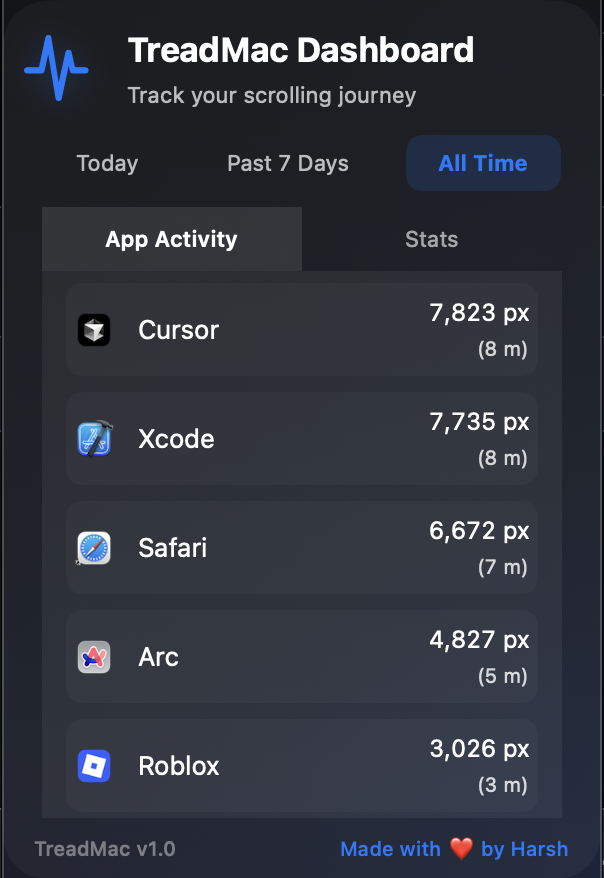 TreadMac Dashboard
Track your scrolling journey
Today Past 7 Days All Time
App Activity Stats
Cursor 7,823 px
(8 m)
Xcode 7,735 px
(8 m)
Safari 6,672 px
(7 m)
Arc 4,827 px
(5 m)
Roblox 3,026 px
(3 m)
TreadMac v1.0 Made with ❤️ by Harsh